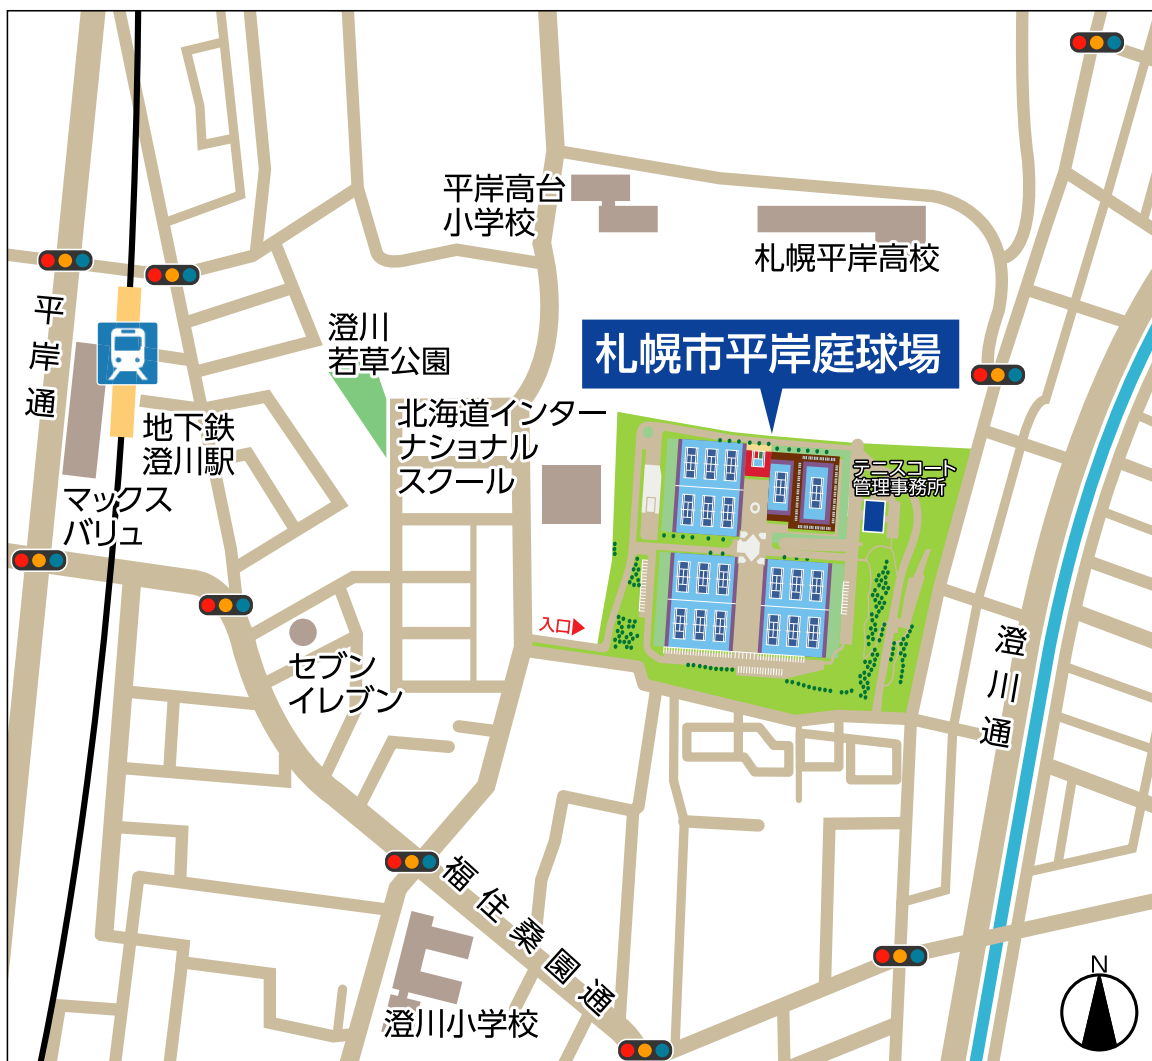 平岸高台
小学校
札幌平岸高校
平岸通
澄川
若草公園
札幌市平岸庭球場
北海道インター
ナショナル
スクール
地下鉄
澄川駅
テニスコート
管理事務所
マックス
バリュ
入口
澄川通
セブン
イレブン
福住桑園通
澄川小学校
N